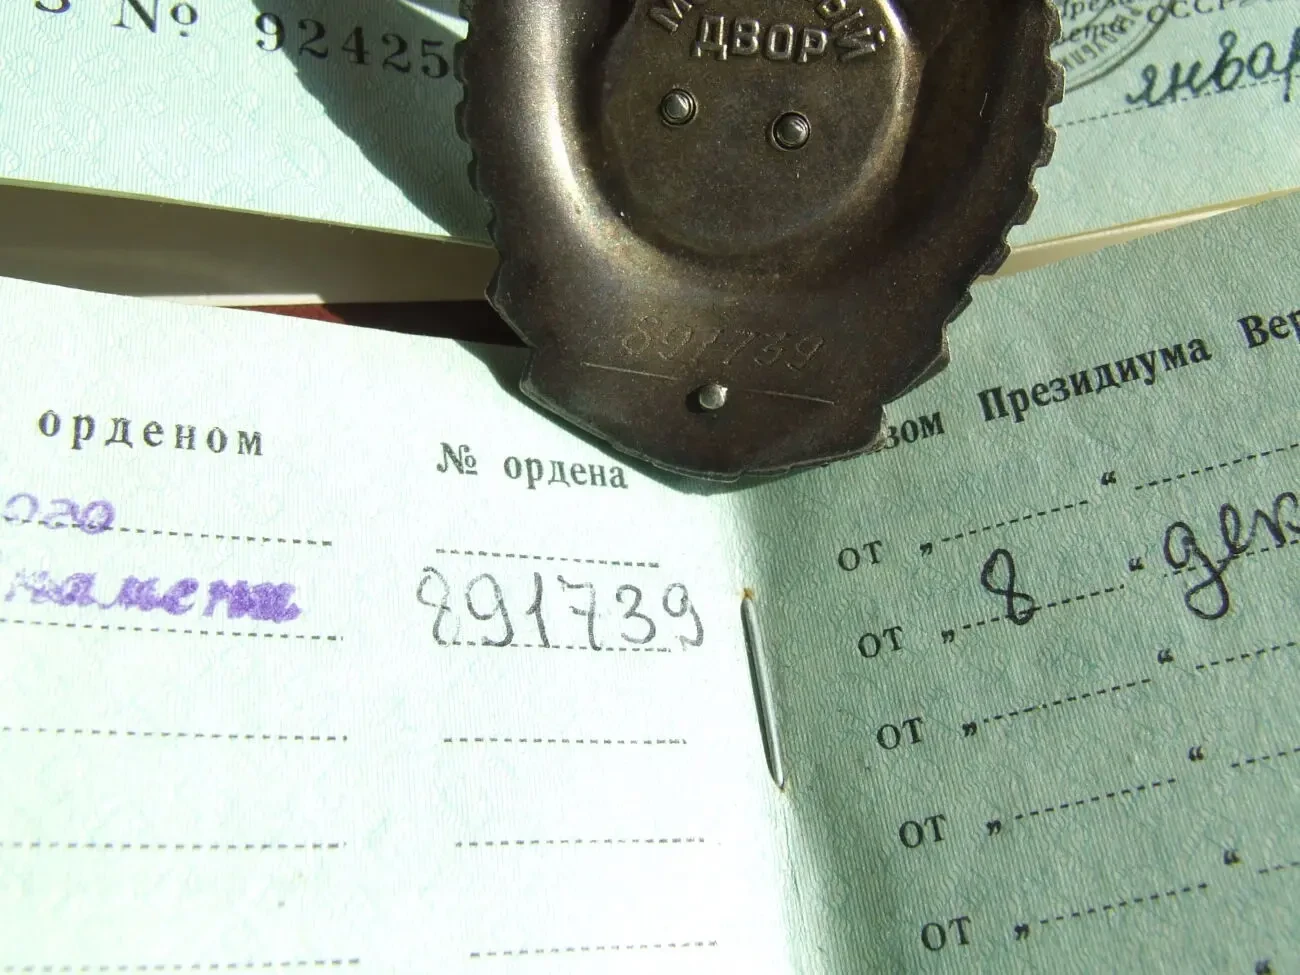 З № 92425
ДВОР
СССР
январ
891739
орденом
№ ордена
зом Президиума Вер
ого
от „ “
намени
891739
от „ 8 “ дек
от „ “
от „ “
от „ “